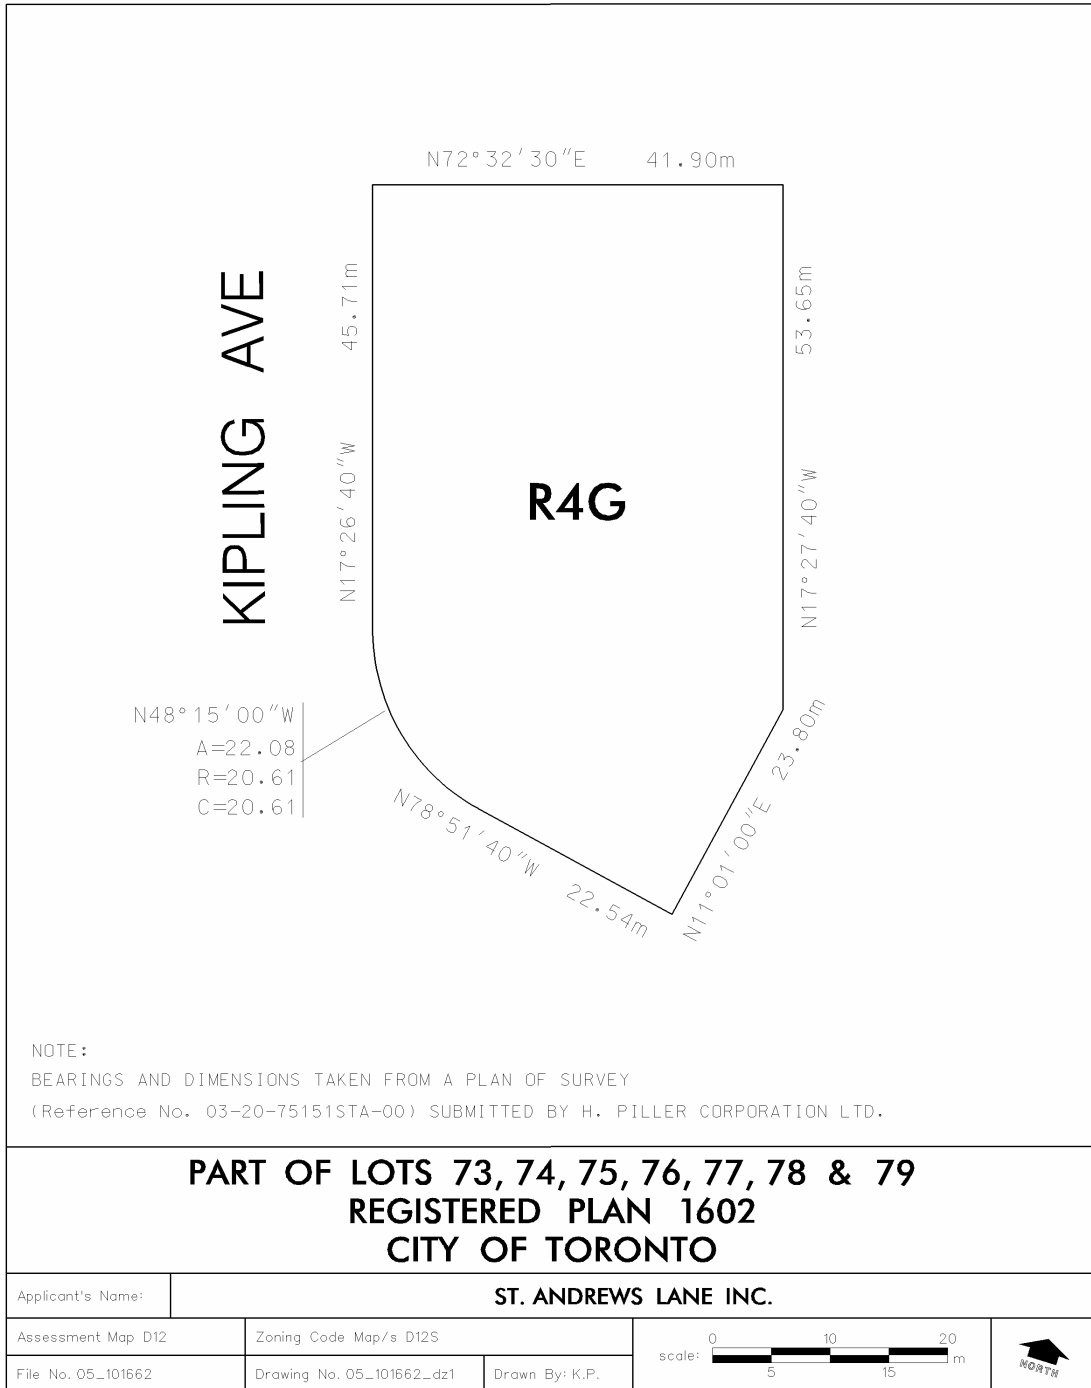 N72°32'30"E 41.90m
45.71m
53.65m
KIPLING AVE
N17°26'40"W
N17°27'40"W
R4G
N48°15'00"W
A=22.08
R=20.61
C=20.61
N78°51'40"W 22.54m
N11°01'00"E 23.80m
NOTE:
BEARINGS AND DIMENSIONS TAKEN FROM A PLAN OF SURVEY
(Reference No. 03-20-75151STA-00) SUBMITTED BY H. PILLER CORPORATION LTD.
PART OF LOTS 73, 74, 75, 76, 77, 78 & 79
REGISTERED PLAN 1602
CITY OF TORONTO
Applicant's Name:
ST. ANDREWS LANE INC.
Assessment Map D12
Zoning Code Map/s D12S
File No. 05_101662
Drawing No. 05_101662_dz1
Drawn By: K.P.
scale:
0 10 20
m
5 15
NORTH